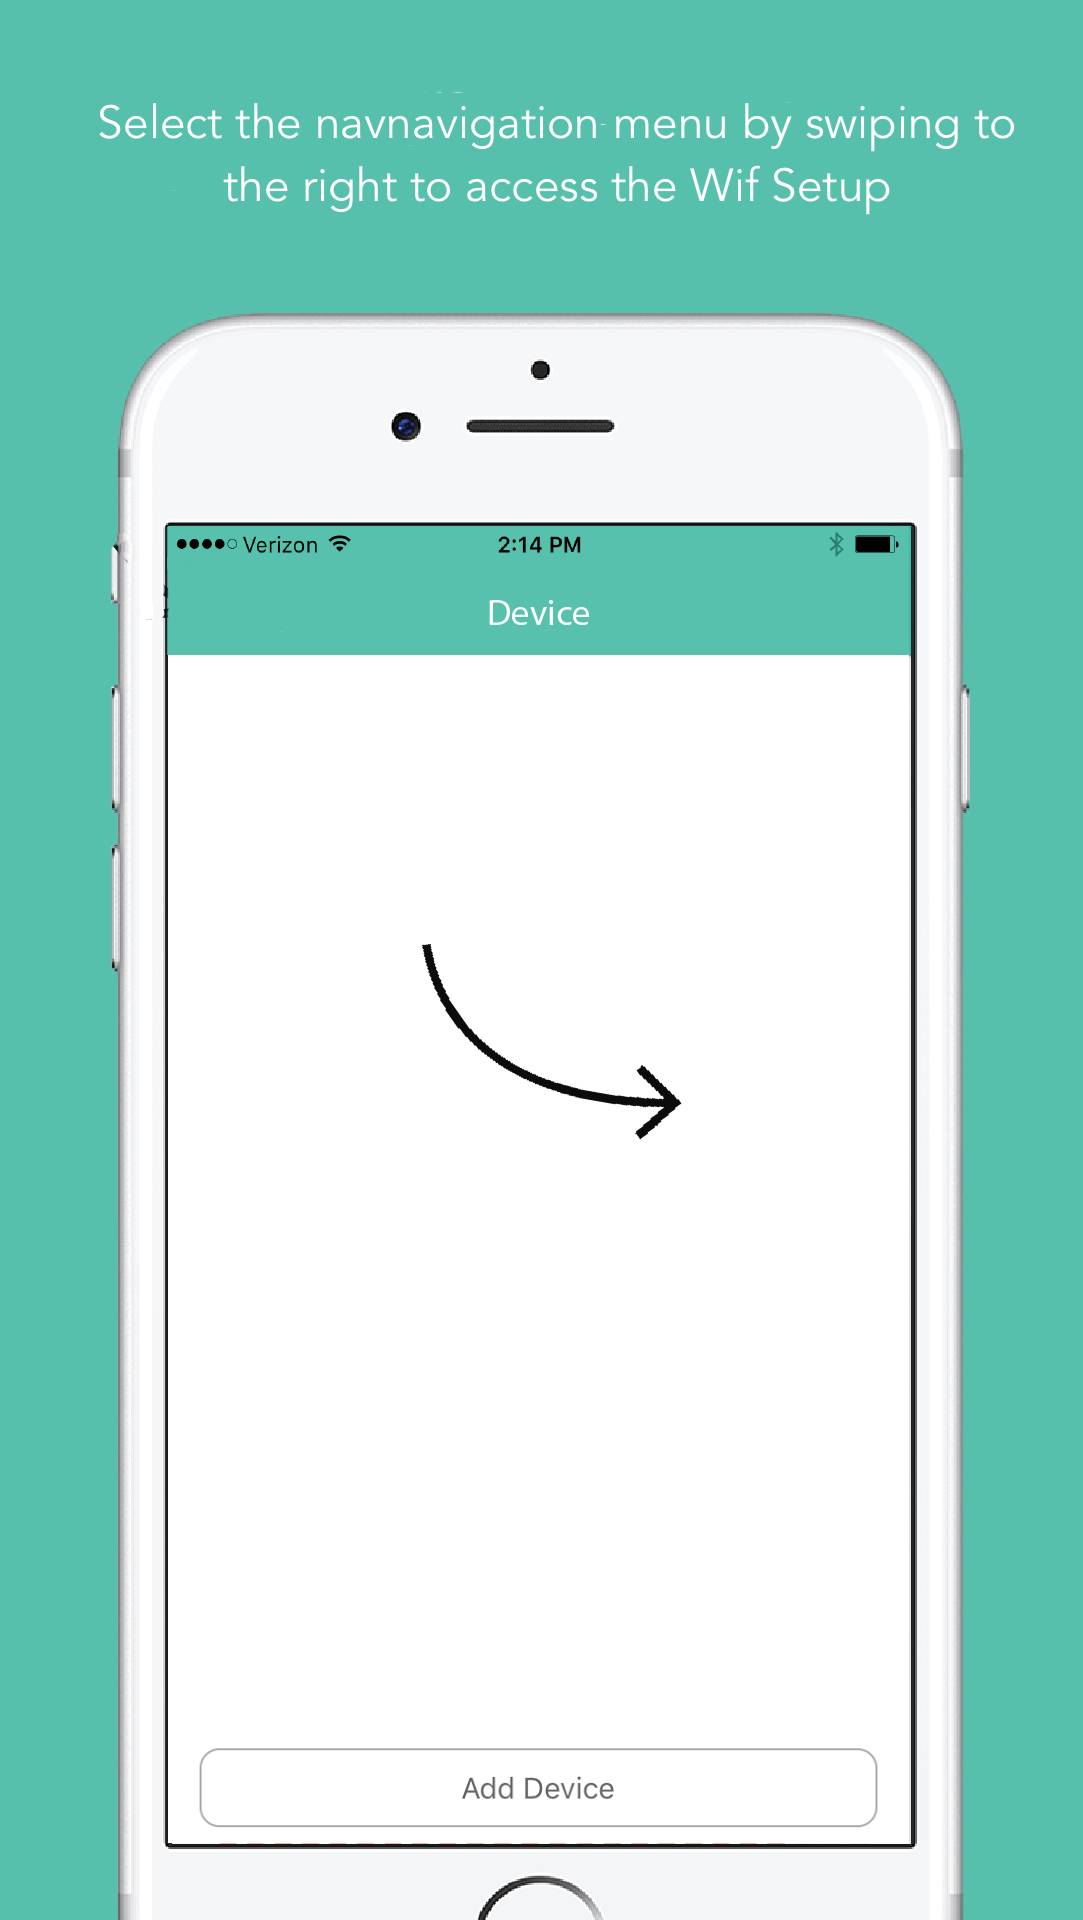 Select the navnavigation menu by swiping to
the right to access the Wif Setup
Verizon 2:14 PM
Device
Add Device